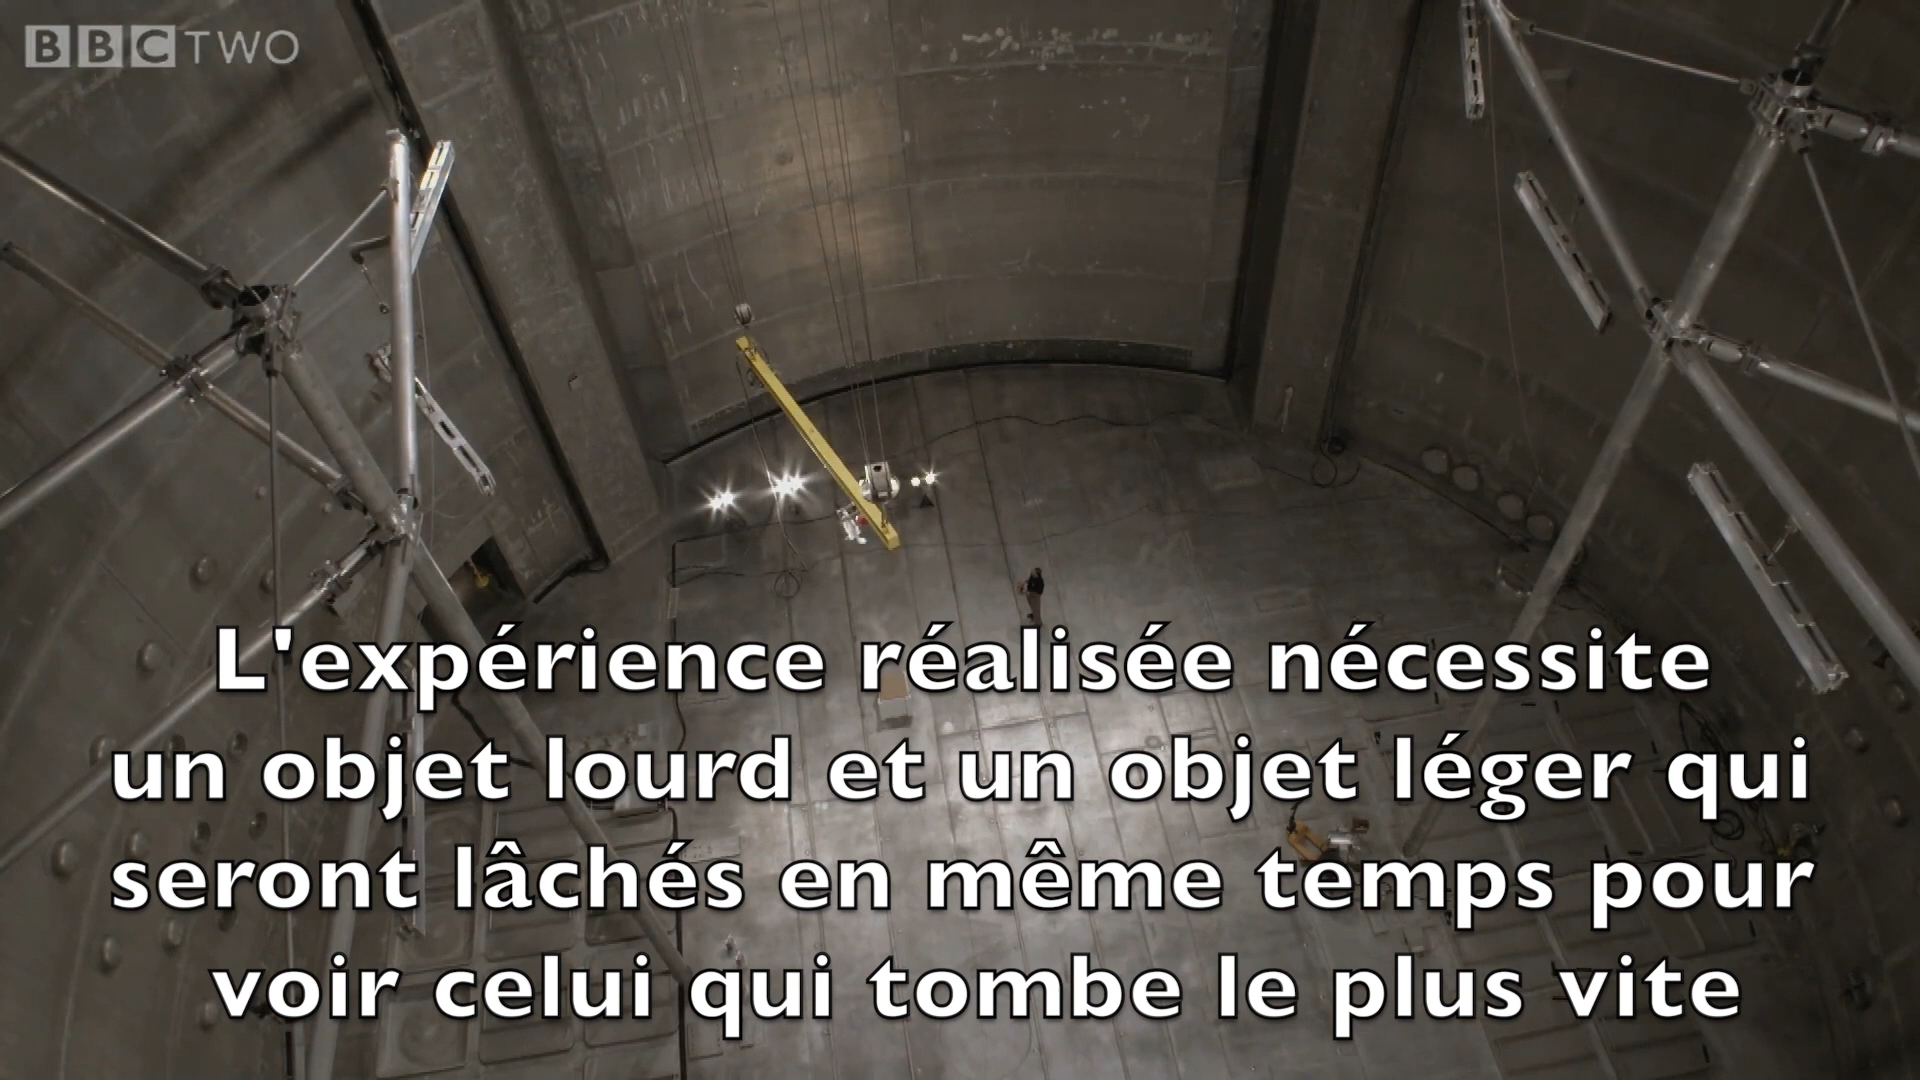 BBC TWO
L'expérience réalisée nécessite
un objet lourd et un objet léger qui
seront lâchés en même temps pour
voir celui qui tombe le plus vite